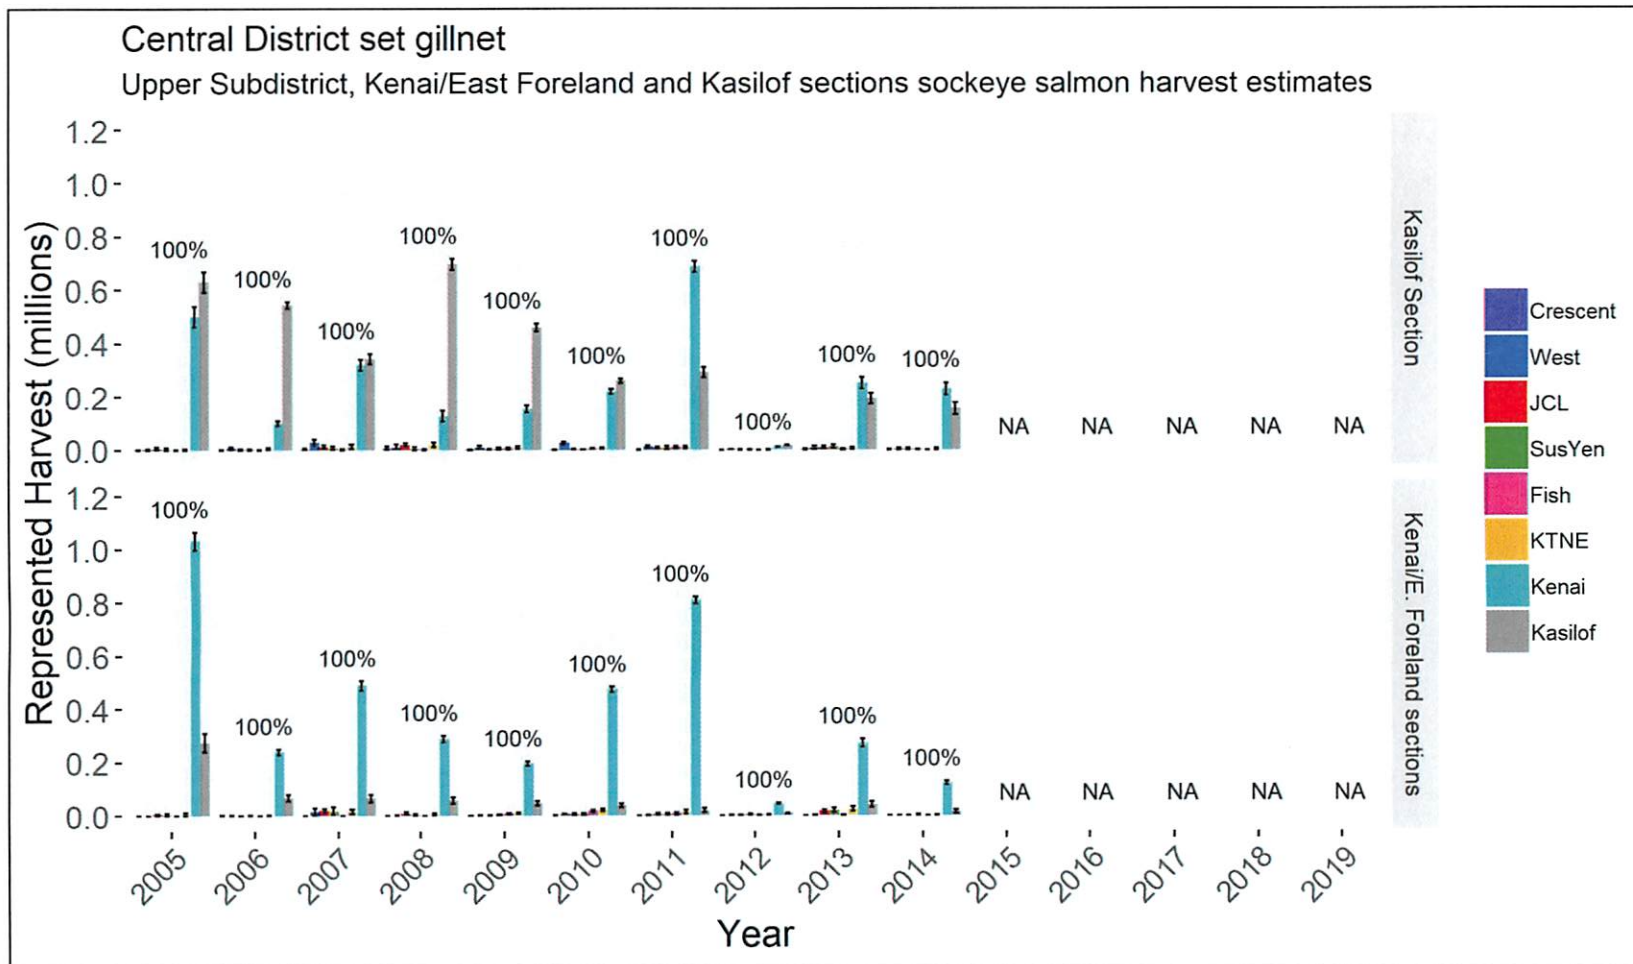 Central District set gillnet
Upper Subdistrict, Kenai/East Foreland and Kasilof sections sockeye salmon harvest estimates
Represented Harvest (millions)
1.2
1.0
0.8
0.6
0.4
0.2
0.0
100%
100%
100%
100%
100%
100%
100%
100%
100%
100%
NA
NA
NA
NA
NA
Kasilof Section
1.2
1.0
0.8
0.6
0.4
0.2
0.0
100%
100%
100%
100%
100%
100%
100%
100%
100%
100%
NA
NA
NA
NA
NA
Kenai/E. Foreland sections
2005
2006
2007
2008
2009
2010
2011
2012
2013
2014
2015
2016
2017
2018
2019
Year
Crescent
West
JCL
SusYen
Fish
KTNE
Kenai
Kasilof